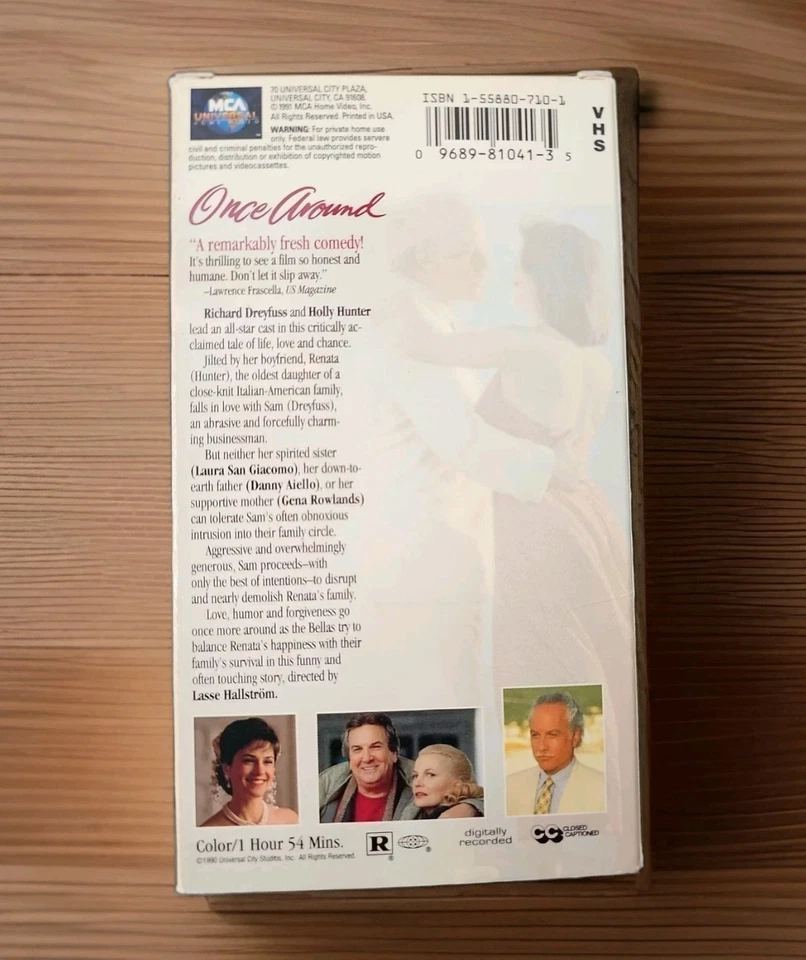 MCA
UNIVERSAL
70 UNIVERSAL CITY PLAZA,
UNIVERSAL CITY, CA 91608.
©1991 MCA Home Video, Inc.
All Rights Reserved. Printed in USA.
WARNING: For private home use
only. Federal law provides severe
civil and criminal penalties for the unauthorized repro-
duction, distribution or exhibition of copyrighted motion
pictures and videocassettes.
ISBN 1-55880-710-1
0 9689-81041-3 5
VHS
Once Around
"A remarkably fresh comedy!
It's thrilling to see a film so honest and
humane. Don't let it slip away."
–Lawrence Frascella, US Magazine
Richard Dreyfuss and Holly Hunter
lead an all-star cast in this critically ac-
claimed tale of life, love and chance.
Jilted by her boyfriend, Renata
(Hunter), the oldest daughter of a
close-knit Italian-American family,
falls in love with Sam (Dreyfuss),
an abrasive and forcefully charm-
ing businessman.
But neither her spirited sister
(Laura San Giacomo), her down-to-
earth father (Danny Aiello), or her
supportive mother (Gena Rowlands)
can tolerate Sam's often obnoxious
intrusion into their family circle.
Aggressive and overwhelmingly
generous, Sam proceeds–with
only the best of intentions–to disrupt
and nearly demolish Renata's family.
Love, humor and forgiveness go
once more around as the Bellas try to
balance Renata's happiness with their
family's survival in this funny and
often touching story, directed by
Lasse Hallström.
Color/1 Hour 54 Mins.
R
®
®
digitally
recorded
CC CLOSED
CAPTIONED
©1990 Universal City Studios, Inc. All Rights Reserved.